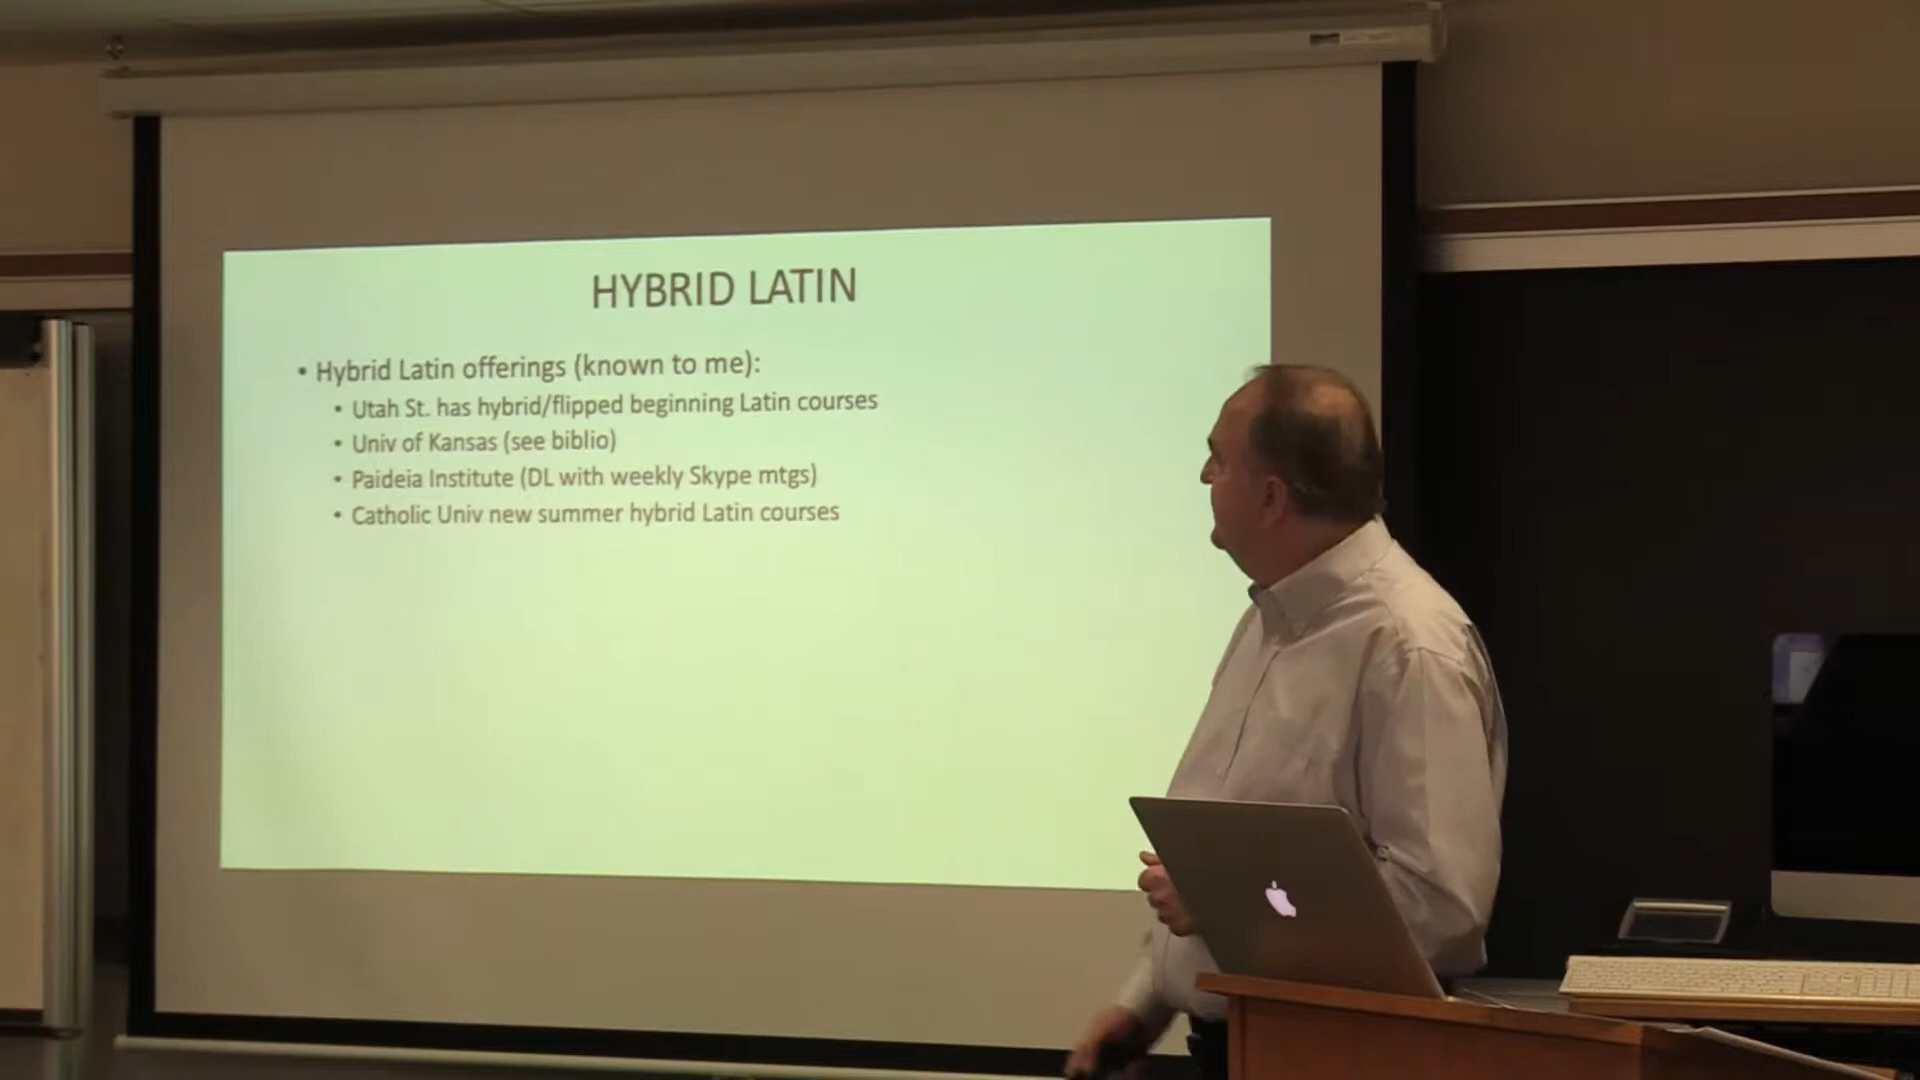 HYBRID LATIN
• Hybrid Latin offerings (known to me):
• Utah St. has hybrid/flipped beginning Latin courses
• Univ of Kansas (see biblio)
• Paideia Institute (DL with weekly Skype mtgs)
• Catholic Univ new summer hybrid Latin courses